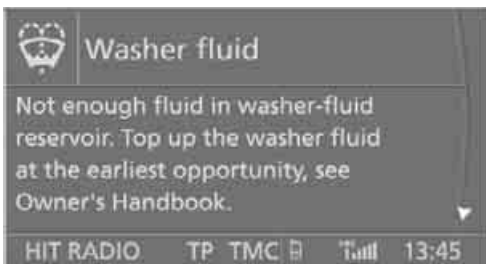 Washer fluid
Not enough fluid in washer-fluid
reservoir. Top up the washer fluid
at the earliest opportunity, see
Owner's Handbook.
HIT RADIO TP TMC 13:45